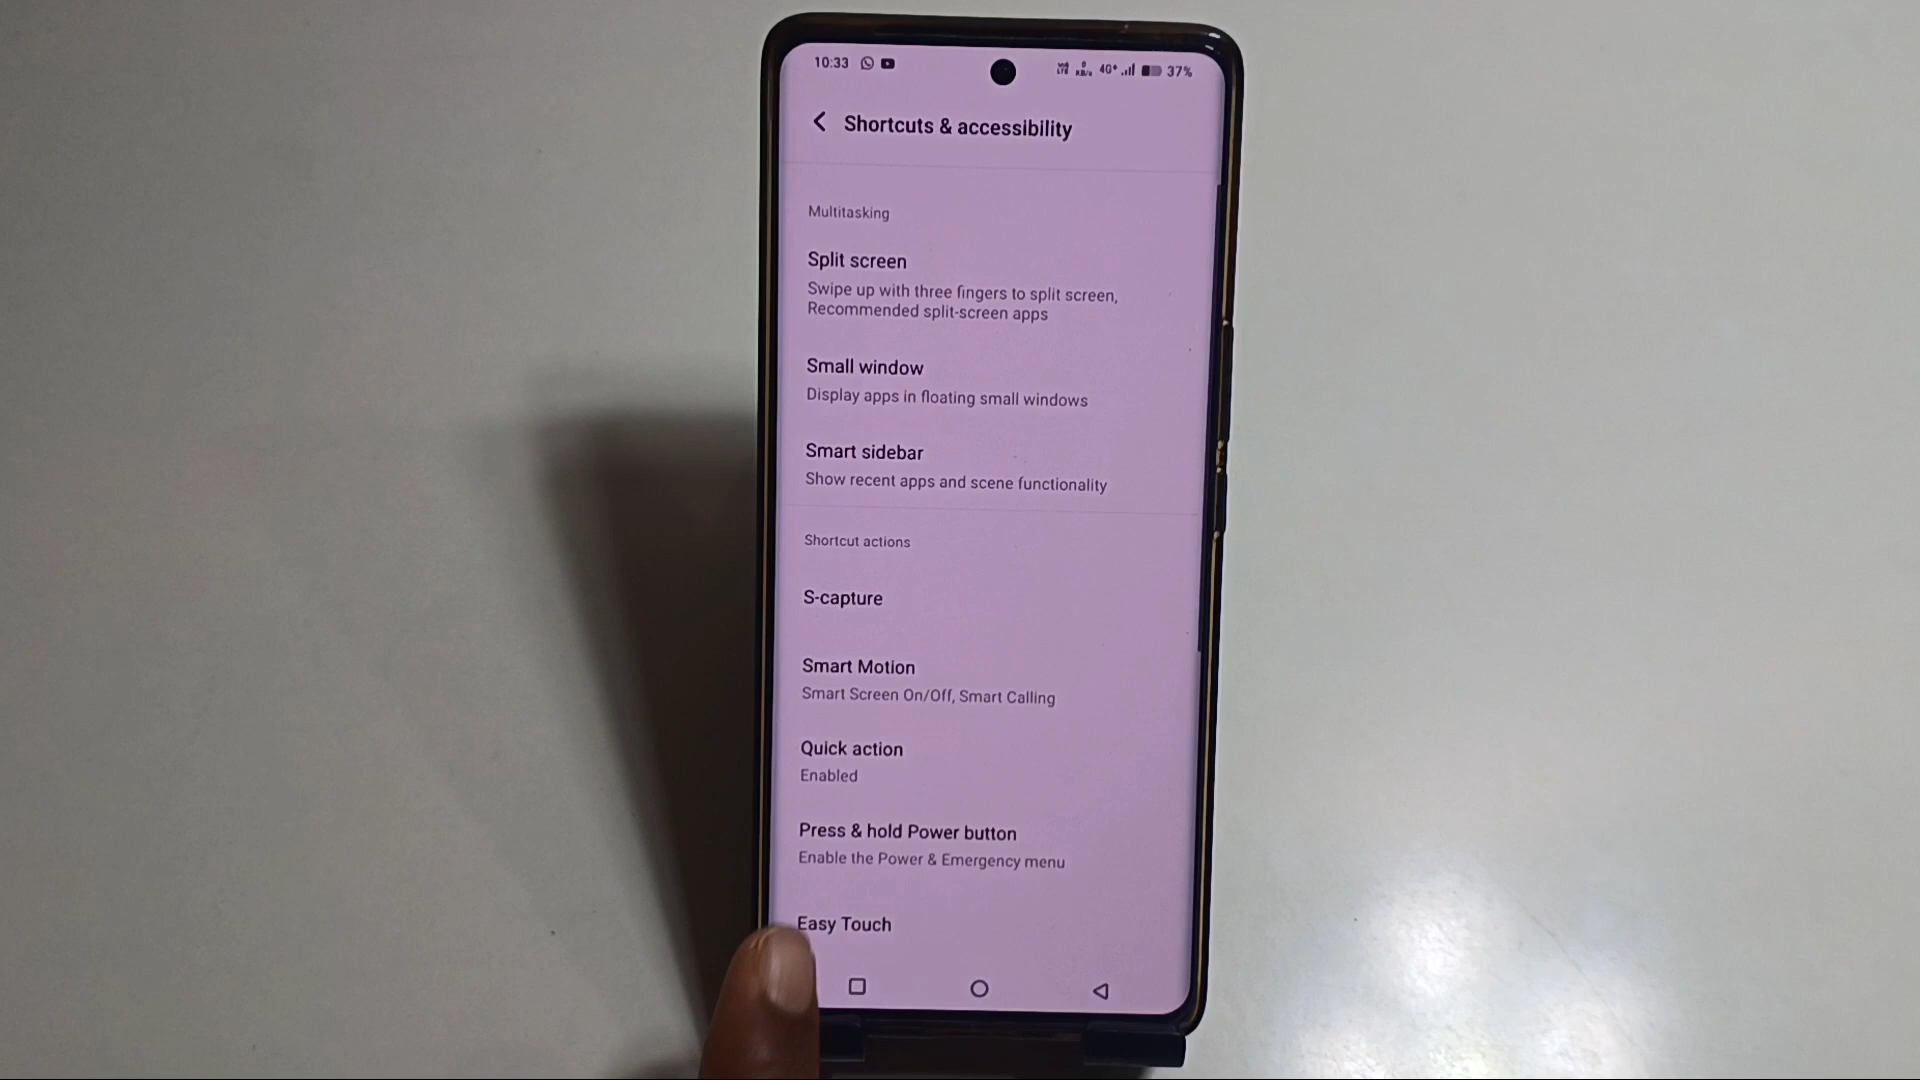 10:33
4G+ 37%
Shortcuts & accessibility
Multitasking
Split screen
Swipe up with three fingers to split screen,
Recommended split-screen apps
Small window
Display apps in floating small windows
Smart sidebar
Show recent apps and scene functionality
Shortcut actions
S-capture
Smart Motion
Smart Screen On/Off, Smart Calling
Quick action
Enabled
Press & hold Power button
Enable the Power & Emergency menu
Easy Touch